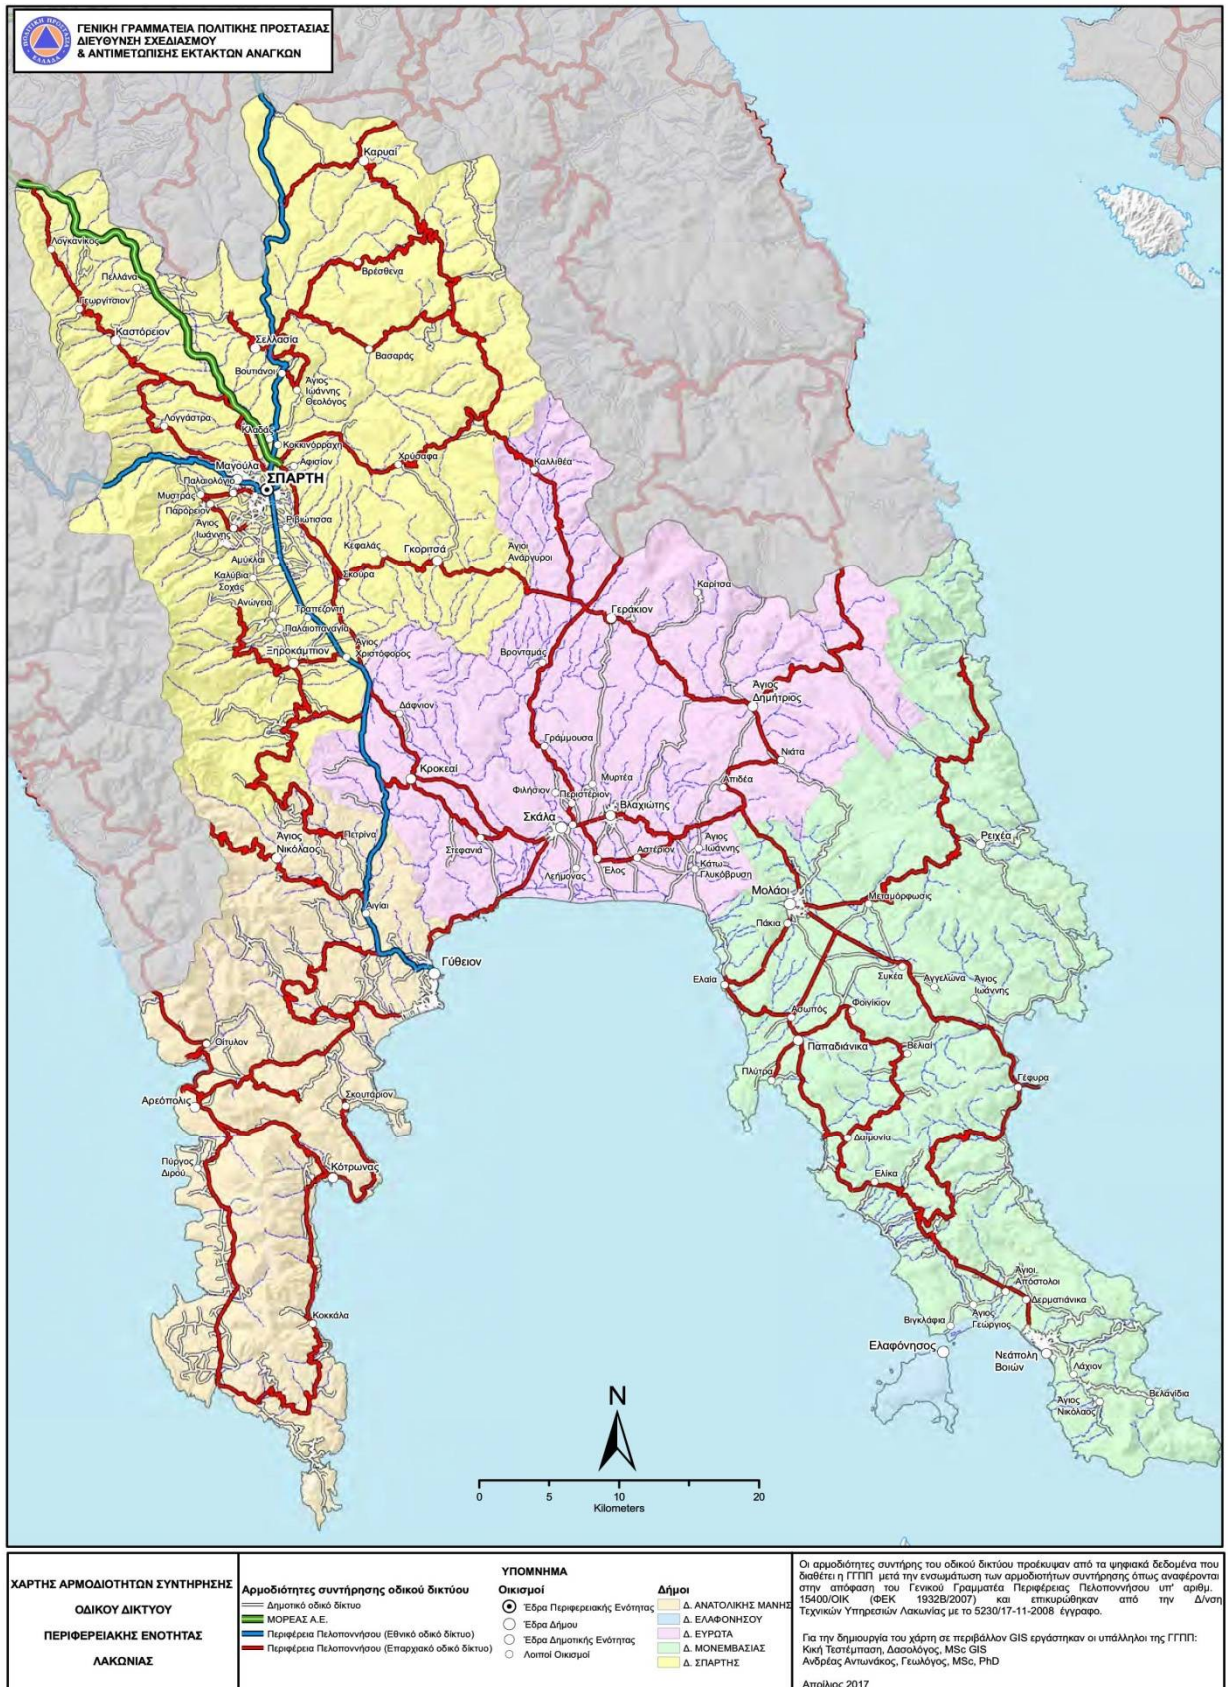 ΓΕΝΙΚΗ ΓΡΑΜΜΑΤΕΙΑ ΠΟΛΙΤΙΚΗΣ ΠΡΟΣΤΑΣΙΑΣ
ΔΙΕΥΘΥΝΣΗ ΣΧΕΔΙΑΣΜΟΥ
& ΑΝΤΙΜΕΤΩΠΙΣΗΣ ΕΚΤΑΚΤΩΝ ΑΝΑΓΚΩΝ
ΠΟΛΙΤΙΚΗ ΠΡΟΣΤΑΣΙΑ
ΕΛΛΑΔΑ
Καρυαί
Λογκανίκος
Βρέσθενα
Πελλάνα
Γεωργίτσιον
Καστόρειον
Σελλασία
Βασαράς
Βουτιάνοι
Άγιος
Ιωάννης
Θεολόγος
Λογγάστρα
Κλαδάς
Κοκκινόρραχη
Χρύσαφα
Καλλιθέα
Μαγούλα
Αφισίον
ΣΠΑΡΤΗ
Παλαιολόγιο
Μυστράς
Παρόρειον
Άγιος
Ιωάννης
Ριβιώτισσα
Κεφαλάς
Γκοριτσά
Άγιοι
Ανάργυροι
Αμύκλαι
Καλύβια
Σοχάς
Σκούρα
Καρίτσα
Ανώγεια
Τραπεζοντή
Γεράκιον
Παλαιοπαναγία
Άγιος
Χριστόφορος
Ξηροκάμπιον
Βρονταμάς
Άγιος
Δημήτριος
Δάφνιον
Γράμμουσα
Νιάτα
Κροκεαί
Μυρτέα
Απιδέα
Φιλήσιον
Περιστέριον
Βλαχιώτης
Σκάλα
Πετρίνα
Άγιος
Νικόλαος
Στεφανιά
Αστέριον
Άγιος
Ιωάννης
Ρειχέα
Λεήμονας
Έλος
Κάτω
Γλυκόβρυση
Μολάοι
Μεταμόρφωσις
Αιγίαι
Πάκια
Γύθειον
Ελαία
Συκέα
Αγγελώνα
Άγιος
Ιωάννης
Ασωπός
Φοινίκιον
Οίτυλον
Παπαδιάνικα
Βελιαί
Πλύτρα
Γέφυρα
Αρεόπολις
Σκουτάριον
Δαιμονία
Πύργος
Διρού
Κότρωνας
Ελίκα
Άγιοι
Απόστολοι
Δερματιάνικα
Κοκκάλα
Βιγκλάφια
Άγιος
Γεώργιος
Ελαφόνησος
Νεάπολη
Βοιών
Λάχιον
Άγιος
Νικόλαος
Βελανίδια
N
0 5 10 20
Kilometers
ΧΑΡΤΗΣ ΑΡΜΟΔΙΟΤΗΤΩΝ ΣΥΝΤΗΡΗΣΗΣ
ΟΔΙΚΟΥ ΔΙΚΤΥΟΥ
ΠΕΡΙΦΕΡΕΙΑΚΗΣ ΕΝΟΤΗΤΑΣ
ΛΑΚΩΝΙΑΣ
ΥΠΟΜΝΗΜΑ
Αρμοδιότητες συντήρησης οδικού δικτύου
Δημοτικό οδικό δίκτυο
ΜΟΡΕΑΣ Α.Ε.
Περιφέρεια Πελοποννήσου (Εθνικό οδικό δίκτυο)
Περιφέρεια Πελοποννήσου (Επαρχιακό οδικό δίκτυο)
Οικισμοί
Έδρα Περιφερειακής Ενότητας
Έδρα Δήμου
Έδρα Δημοτικής Ενότητας
Λοιποί Οικισμοί
Δήμοι
Δ. ΑΝΑΤΟΛΙΚΗΣ ΜΑΝΗΣ
Δ. ΕΛΑΦΟΝΗΣΟΥ
Δ. ΕΥΡΩΤΑ
Δ. ΜΟΝΕΜΒΑΣΙΑΣ
Δ. ΣΠΑΡΤΗΣ
Οι αρμοδιότητες συντήρης του οδικού δικτύου προέκυψαν από τα ψηφιακά δεδομένα που
διαθέτει η ΓΓΠΠ μετά την ενσωμάτωση των αρμοδιοτήτων συντήρησης όπως αναφέρονται
στην απόφαση του Γενικού Γραμματέα Περιφέρειας Πελοποννήσου υπ' αριθμ.
15400/ΟΙΚ (ΦΕΚ 1932Β/2007) και επικυρώθηκαν από την Δ/νση
Τεχνικών Υπηρεσιών Λακωνίας με το 5230/17-11-2008 έγγραφο.
Για την δημιουργία του χάρτη σε περιβάλλον GIS εργάστηκαν οι υπάλληλοι της ΓΓΠΠ:
Κική Τεστέμπαση, Δασολόγος, MSc GIS
Ανδρέας Αντωνάκος, Γεωλόγος, MSc, PhD
Απρίλιος 2017